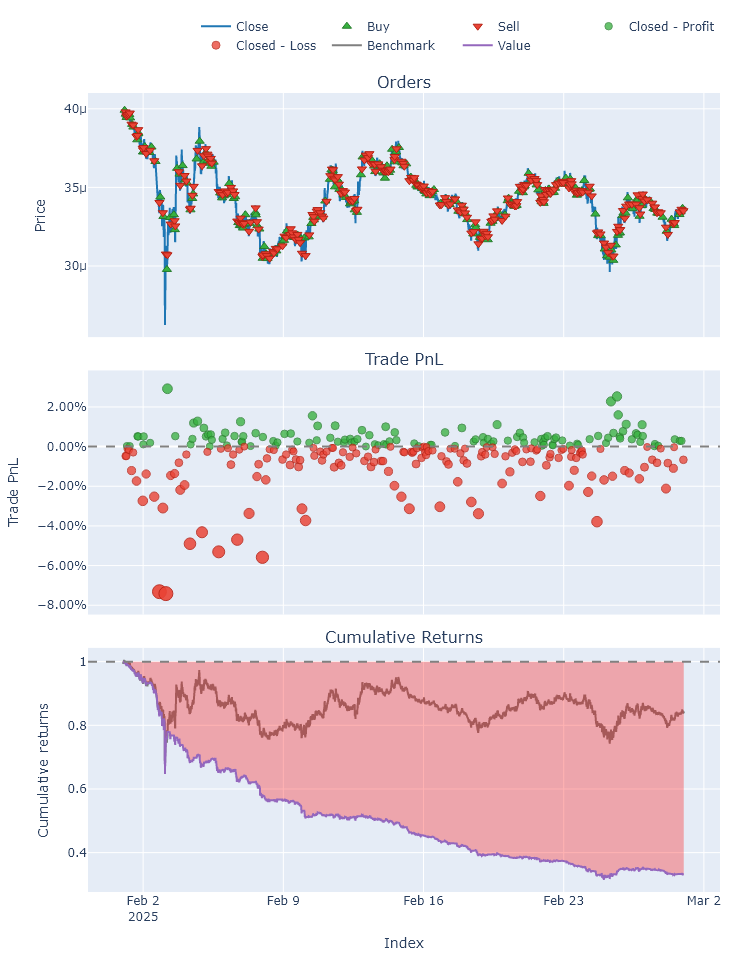 Close Buy Sell Closed - Profit
Closed - Loss Benchmark Value
Orders
40μ
35μ
30μ
Price
Trade PnL
2.00%
0.00%
−2.00%
−4.00%
−6.00%
−8.00%
Trade PnL
Cumulative Returns
1
0.8
0.6
0.4
Cumulative returns
Feb 2 Feb 9 Feb 16 Feb 23 Mar 2
2025
Index